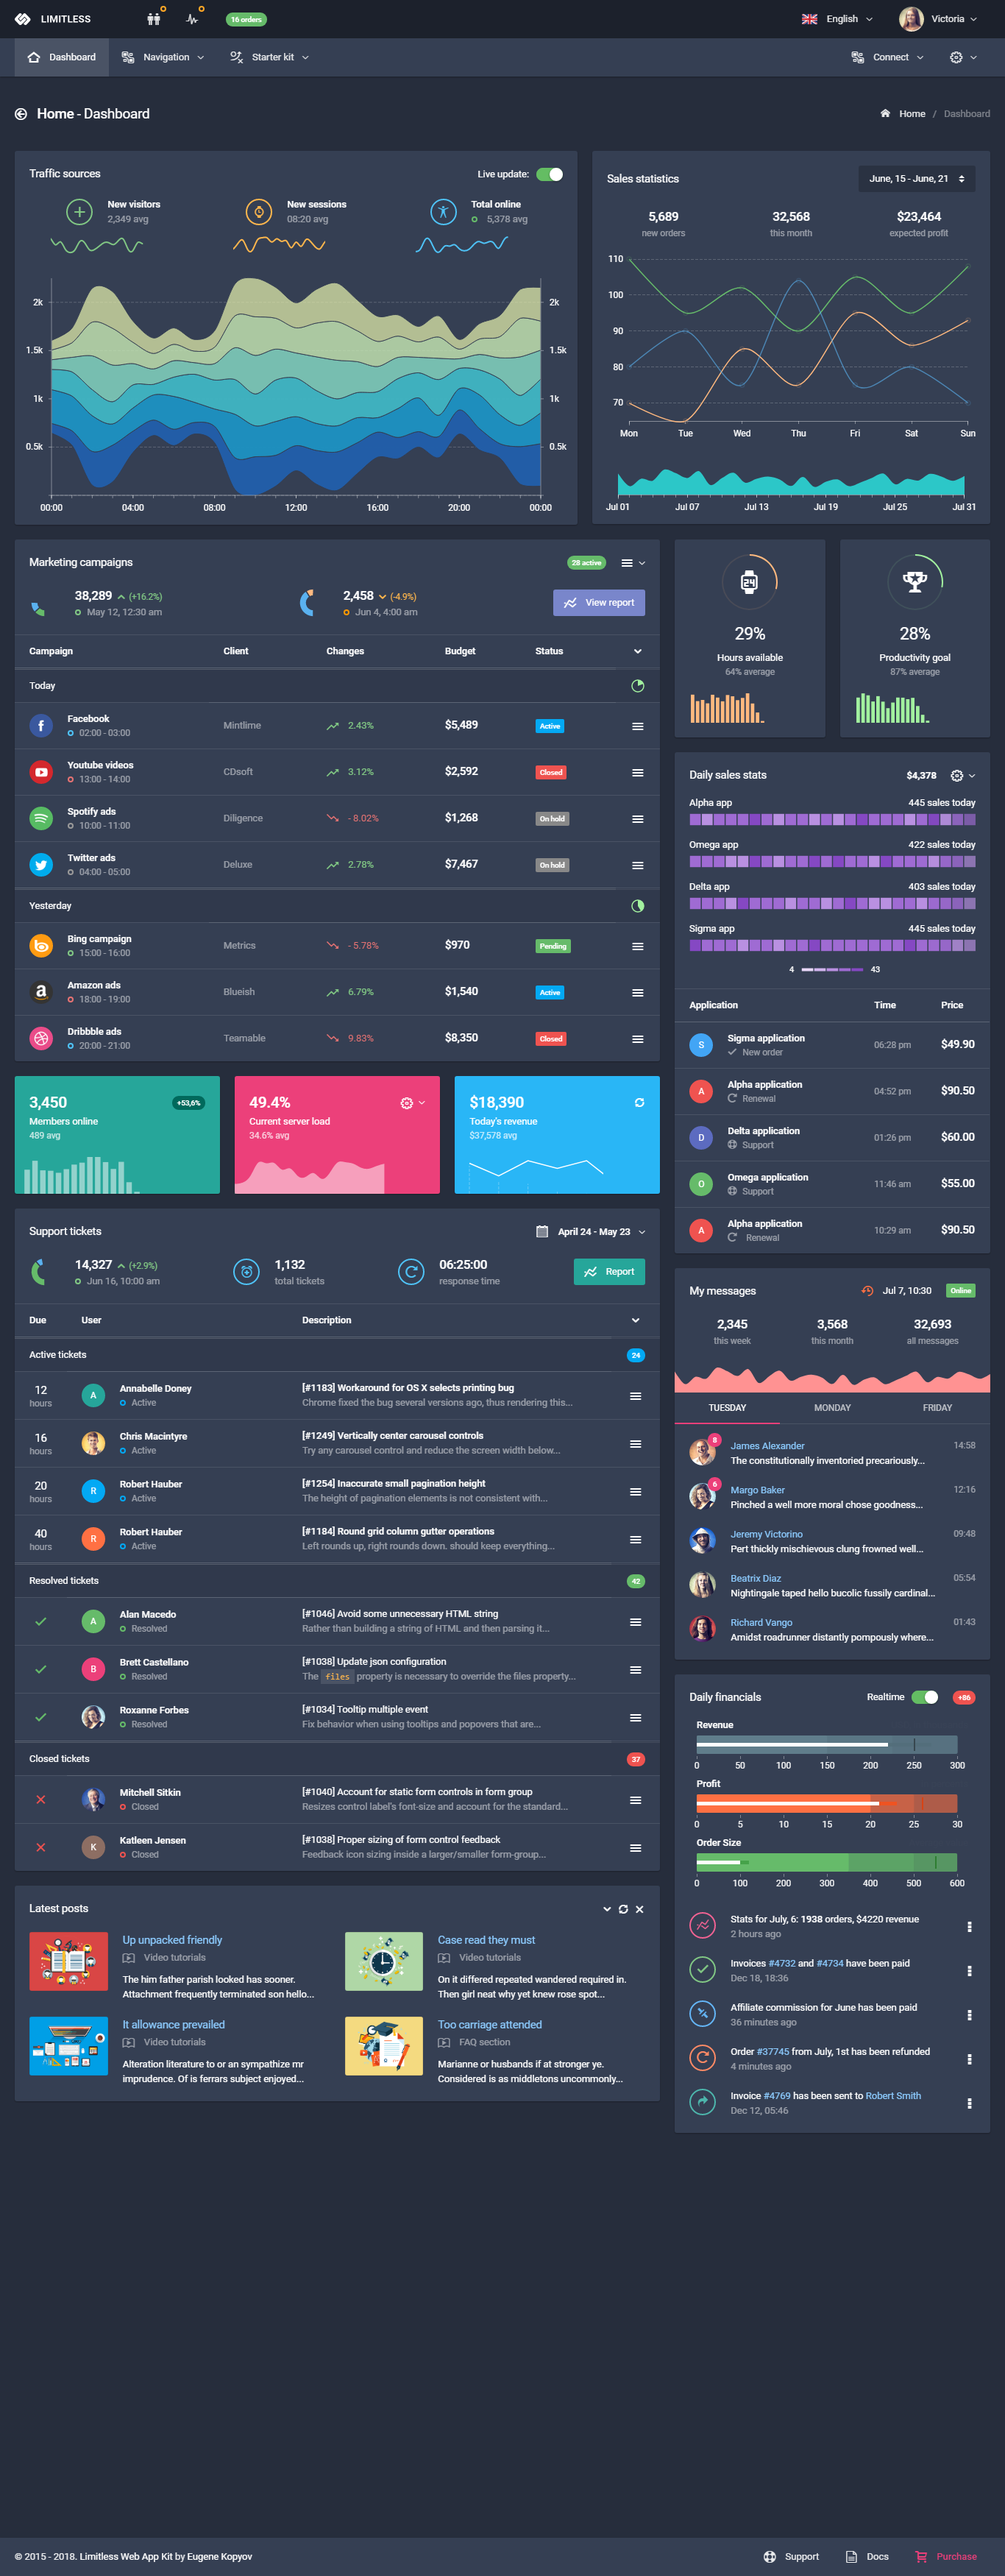 LIMITLESS
16 orders
English
Victoria
Dashboard
Navigation
Starter kit
Connect
Home - Dashboard
Home / Dashboard
Traffic sources
Live update:
New visitors
2,349 avg
New sessions
08:20 avg
Total online
5,378 avg
2k
2k
1.5k
1.5k
1k
1k
0.5k
0.5k
00:00 04:00 08:00 12:00 16:00 20:00 00:00
Sales statistics
June, 15 - June, 21
5,689
new orders
32,568
this month
$23,464
expected profit
110
100
90
80
70
Mon Tue Wed Thu Fri Sat Sun
Jul 01 Jul 07 Jul 13 Jul 19 Jul 25 Jul 31
Marketing campaigns
28 active
38,289 (+16.2%)
May 12, 12:30 am
2,458 (-4.9%)
Jun 4, 4:00 am
View report
Campaign Client Changes Budget Status
Today
Facebook
02:00 - 03:00
Mintlime 2.43% $5,489 Active
Youtube videos
13:00 - 14:00
CDsoft 3.12% $2,592 Closed
Spotify ads
10:00 - 11:00
Diligence - 8.02% $1,268 On hold
Twitter ads
04:00 - 05:00
Deluxe 2.78% $7,467 On hold
Yesterday
Bing campaign
15:00 - 16:00
Metrics - 5.78% $970 Pending
Amazon ads
18:00 - 19:00
Blueish 6.79% $1,540 Active
Dribbble ads
20:00 - 21:00
Teamable 9.83% $8,350 Closed
24
29%
Hours available
64% average
28%
Productivity goal
87% average
Daily sales stats
$4,378
Alpha app 445 sales today
Omega app 422 sales today
Delta app 403 sales today
Sigma app 445 sales today
4 43
Application Time Price
S
Sigma application
New order
06:28 pm $49.90
A
Alpha application
Renewal
04:52 pm $90.50
D
Delta application
Support
01:26 pm $60.00
O
Omega application
Support
11:46 am $55.00
A
Alpha application
Renewal
10:29 am $90.50
3,450
+53,6%
Members online
489 avg
49.4%
Current server load
34.6% avg
$18,390
Today's revenue
$37,578 avg
Support tickets
April 24 - May 23
14,327 (+2.9%)
Jun 16, 10:00 am
1,132
total tickets
06:25:00
response time
Report
Due User Description
Active tickets 24
12
hours
A
Annabelle Doney
Active
[#1183] Workaround for OS X selects printing bug
Chrome fixed the bug several versions ago, thus rendering this...
16
hours
Chris Macintyre
Active
[#1249] Vertically center carousel controls
Try any carousel control and reduce the screen width below...
20
hours
R
Robert Hauber
Active
[#1254] Inaccurate small pagination height
The height of pagination elements is not consistent with...
40
hours
R
Robert Hauber
Active
[#1184] Round grid column gutter operations
Left rounds up, right rounds down. should keep everything...
Resolved tickets 42
A
Alan Macedo
Resolved
[#1046] Avoid some unnecessary HTML string
Rather than building a string of HTML and then parsing it...
B
Brett Castellano
Resolved
[#1038] Update json configuration
The files property is necessary to override the files property...
Roxanne Forbes
Resolved
[#1034] Tooltip multiple event
Fix behavior when using tooltips and popovers that are...
Closed tickets 37
Mitchell Sitkin
Closed
[#1040] Account for static form controls in form group
Resizes control label's font-size and account for the standard...
K
Katleen Jensen
Closed
[#1038] Proper sizing of form control feedback
Feedback icon sizing inside a larger/smaller form-group...
My messages
Jul 7, 10:30
Online
2,345
this week
3,568
this month
32,693
all messages
TUESDAY MONDAY FRIDAY
8
James Alexander 14:58
The constitutionally inventoried precariously...
6
Margo Baker 12:16
Pinched a well more moral chose goodness...
Jeremy Victorino 09:48
Pert thickly mischievous clung frowned well...
Beatrix Diaz 05:54
Nightingale taped hello bucolic fussily cardinal...
Richard Vango 01:43
Amidst roadrunner distantly pompously where...
Daily financials
Realtime
+86
Revenue
0 50 100 150 200 250 300
Profit
0 5 10 15 20 25 30
Order Size
0 100 200 300 400 500 600
Stats for July, 6: 1938 orders, $4220 revenue
2 hours ago
Invoices #4732 and #4734 have been paid
Dec 18, 18:36
Affiliate commission for June has been paid
36 minutes ago
Order #37745 from July, 1st has been refunded
4 minutes ago
Invoice #4769 has been sent to Robert Smith
Dec 12, 05:46
Latest posts
Up unpacked friendly
Video tutorials
The him father parish looked has sooner.
Attachment frequently terminated son hello...
Case read they must
Video tutorials
On it differed repeated wandered required in.
Then girl neat why yet knew rose spot...
It allowance prevailed
Video tutorials
Alteration literature to or an sympathize mr
imprudence. Of is ferrars subject enjoyed...
Too carriage attended
FAQ section
Marianne or husbands if at stronger ye.
Considered is as middletons uncommonly...
© 2015 - 2018. Limitless Web App Kit by Eugene Kopyov
Support
Docs
Purchase